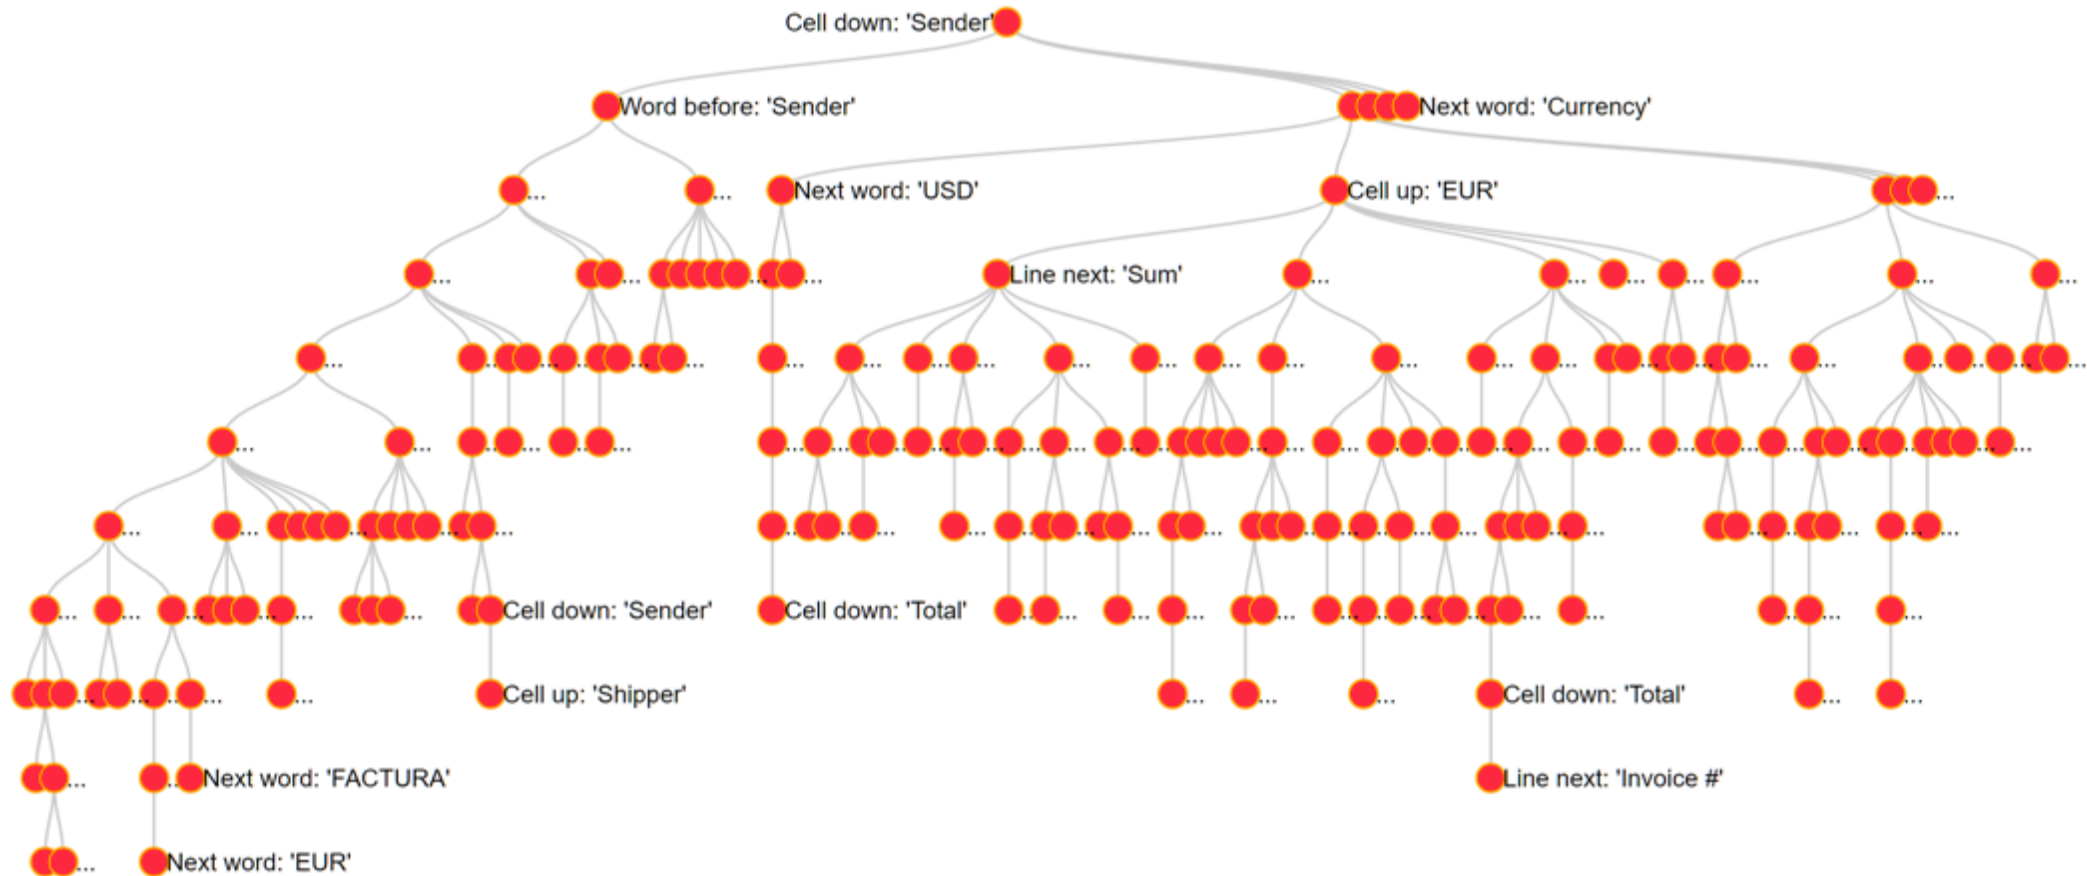 Cell down: 'Sender'
Word before: 'Sender'
Next word: 'Currency'
...
...
Next word: 'USD'
Cell up: 'EUR'
...
Line next: 'Sum'
Cell down: 'Sender'
Cell down: 'Total'
Cell up: 'Shipper'
Cell down: 'Total'
Next word: 'FACTURA'
Line next: 'Invoice #'
Next word: 'EUR'